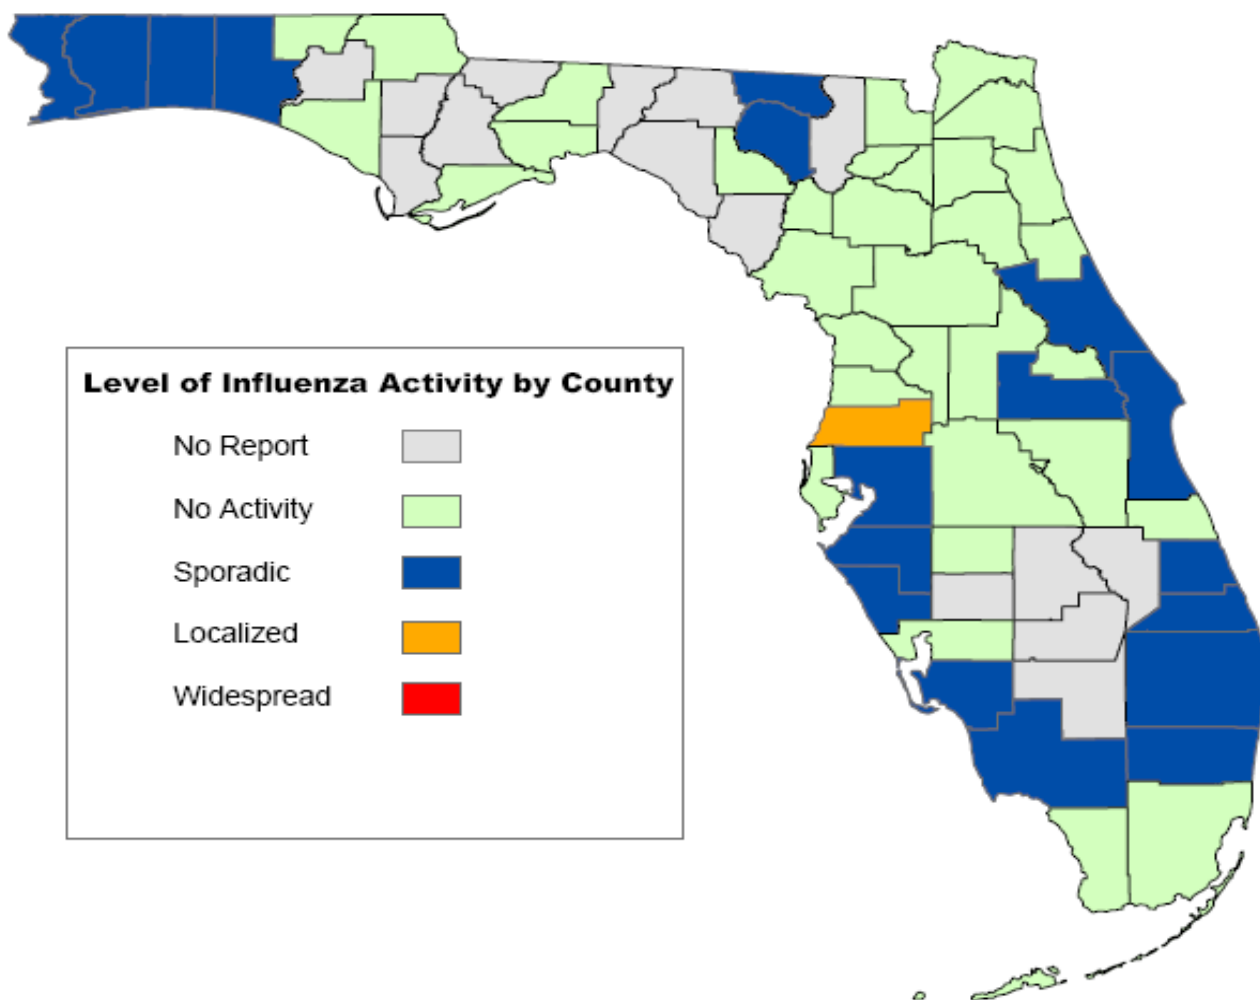 Level of Influenza Activity by County
No Report
No Activity
Sporadic
Localized
Widespread